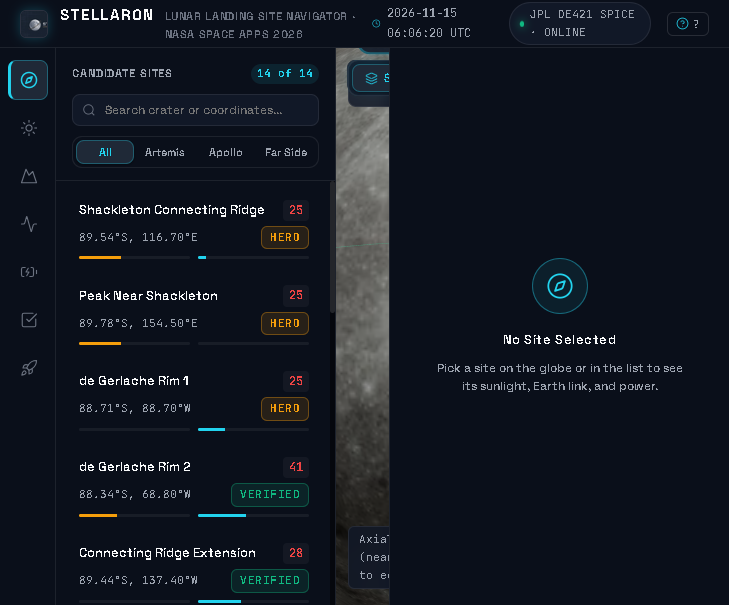 STELLARON
LUNAR LANDING SITE NAVIGATOR ·
NASA SPACE APPS 2026
2026-11-15
06:06:20 UTC
JPL DE421 SPICE
· ONLINE
?
CANDIDATE SITES
14 of 14
Search crater or coordinates...
All
Artemis
Apollo
Far Side
Shackleton Connecting Ridge
25
89.54°S, 116.70°E
HERO
Peak Near Shackleton
25
89.78°S, 154.50°E
HERO
de Gerlache Rim 1
25
88.71°S, 88.70°W
HERO
de Gerlache Rim 2
41
88.34°S, 68.80°W
VERIFIED
Connecting Ridge Extension
28
89.44°S, 137.40°W
VERIFIED
S
Axial
(near
to ec
No Site Selected
Pick a site on the globe or in the list to see
its sunlight, Earth link, and power.